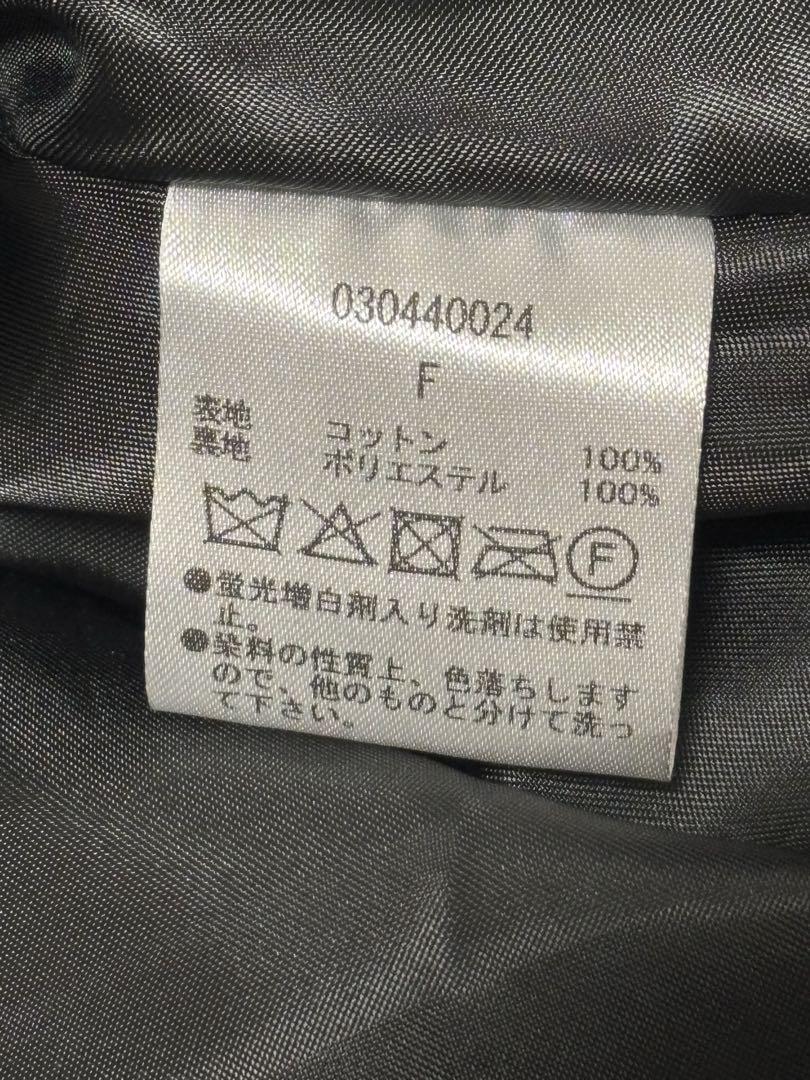 030440024
F
表地 コットン 100%
裏地 ポリエステル 100%
F
●蛍光増白剤入り洗剤は使用禁
止。
●染料の性質上、色落ちします
ので、他のものと分けて洗っ
て下さい。